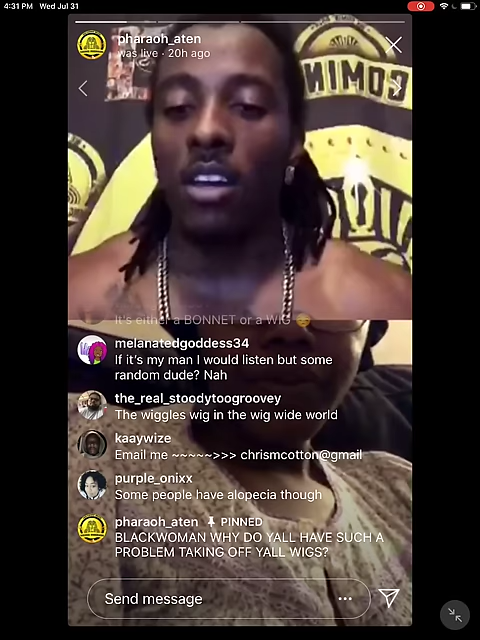 4:31 PM Wed Jul 31
pharaoh_aten
was live · 20h ago
COMIN
It's either a BONNET or a WIG 😔
melanatedgoddess34
If it's my man I would listen but some
random dude? Nah
the_real_stoodytoogroovey
The wiggles wig in the wig wide world
kaaywize
Email me ~~~~~>>> chrismcotton@gmail
purple_onixx
Some people have alopecia though
pharaoh_aten PINNED
BLACKWOMAN WHY DO YALL HAVE SUCH A
PROBLEM TAKING OFF YALL WIGS?
Send message